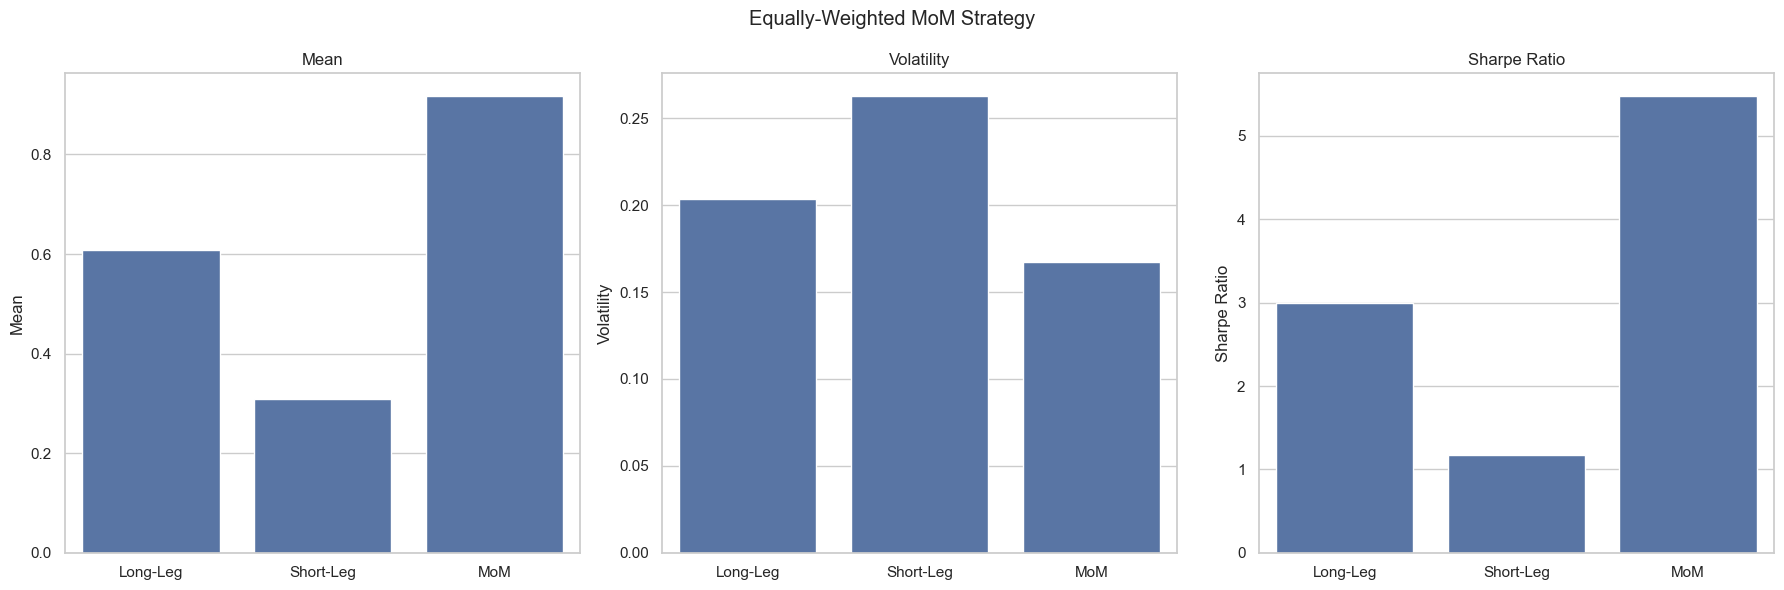 Equally-Weighted MoM Strategy
Mean
Mean
0.8
0.6
0.4
0.2
0.0
Long-Leg Short-Leg MoM
Volatility
Volatility
0.25
0.20
0.15
0.10
0.05
0.00
Long-Leg Short-Leg MoM
Sharpe Ratio
Sharpe Ratio
5
4
3
2
1
0
Long-Leg Short-Leg MoM